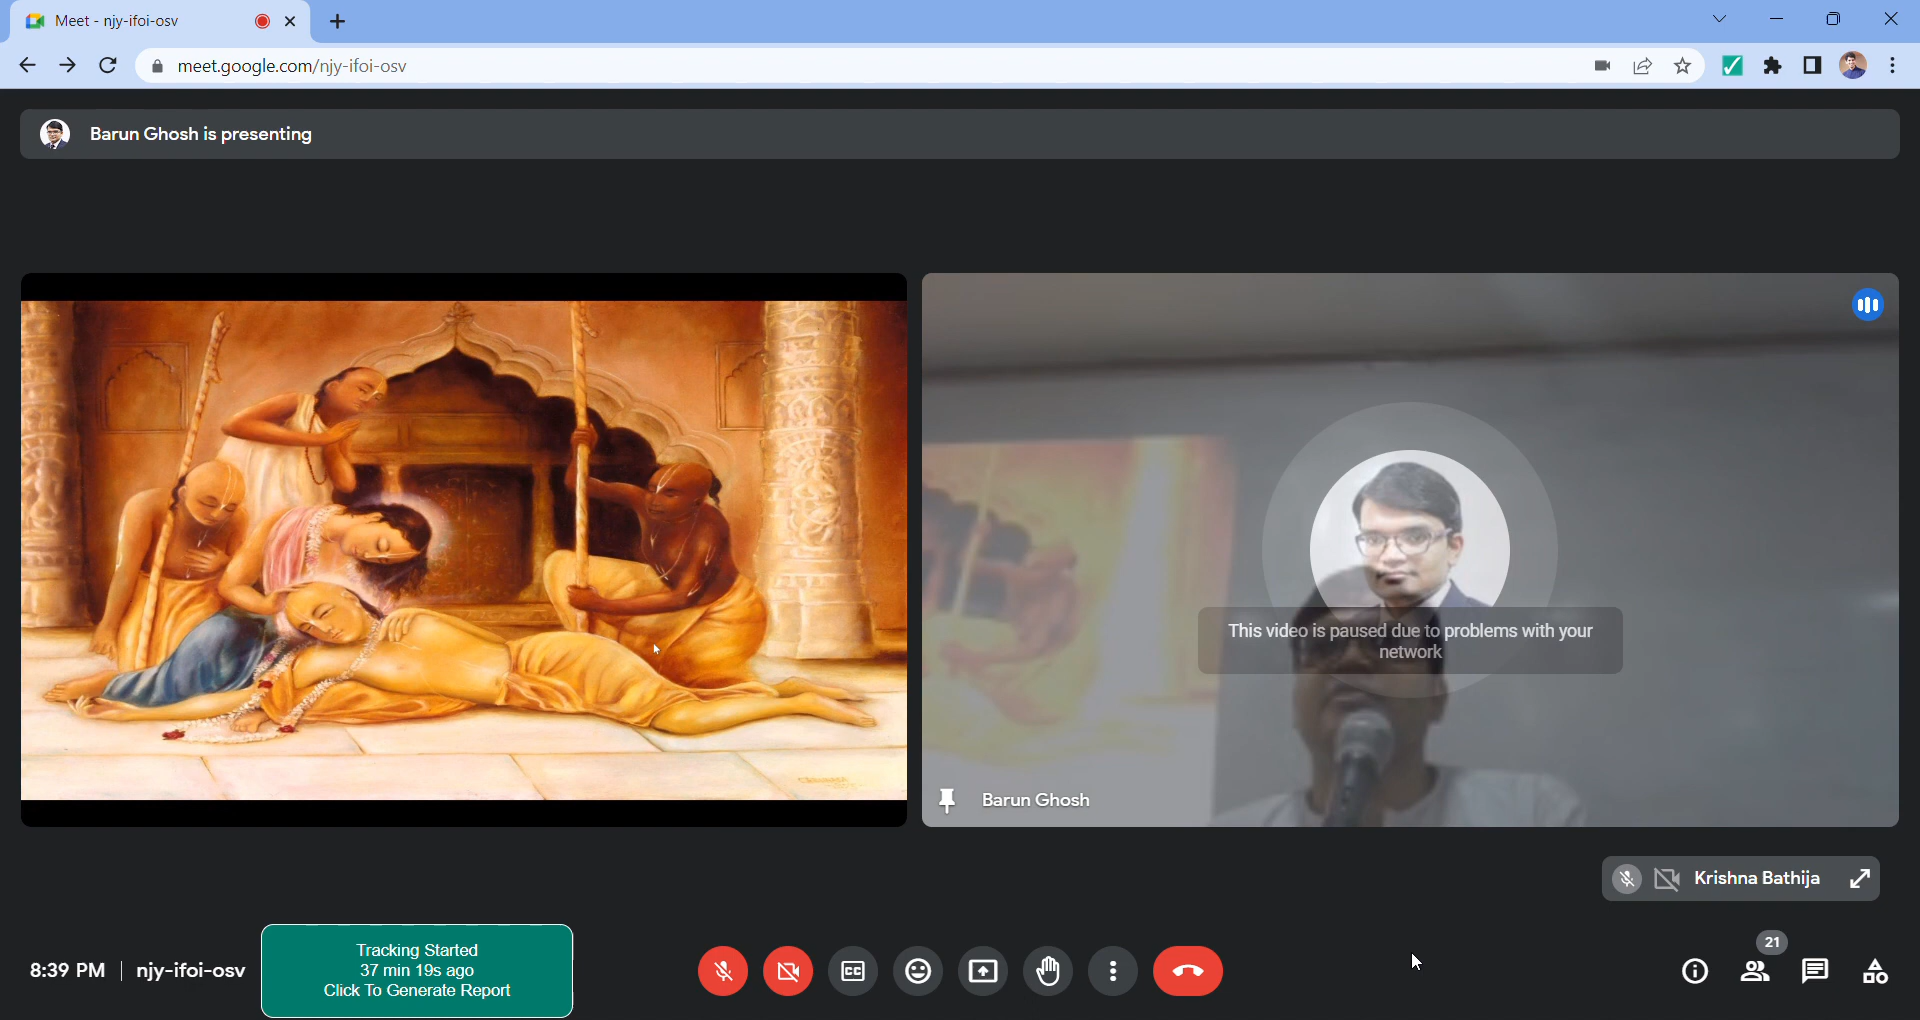 Meet - njy-ifoi-osv
meet.google.com/njy-ifoi-osv
Barun Ghosh is presenting
This video is paused due to problems with your
network
Barun Ghosh
Krishna Bathija
8:39 PM | njy-ifoi-osv
Tracking Started
37 min 19s ago
Click To Generate Report
CC
21